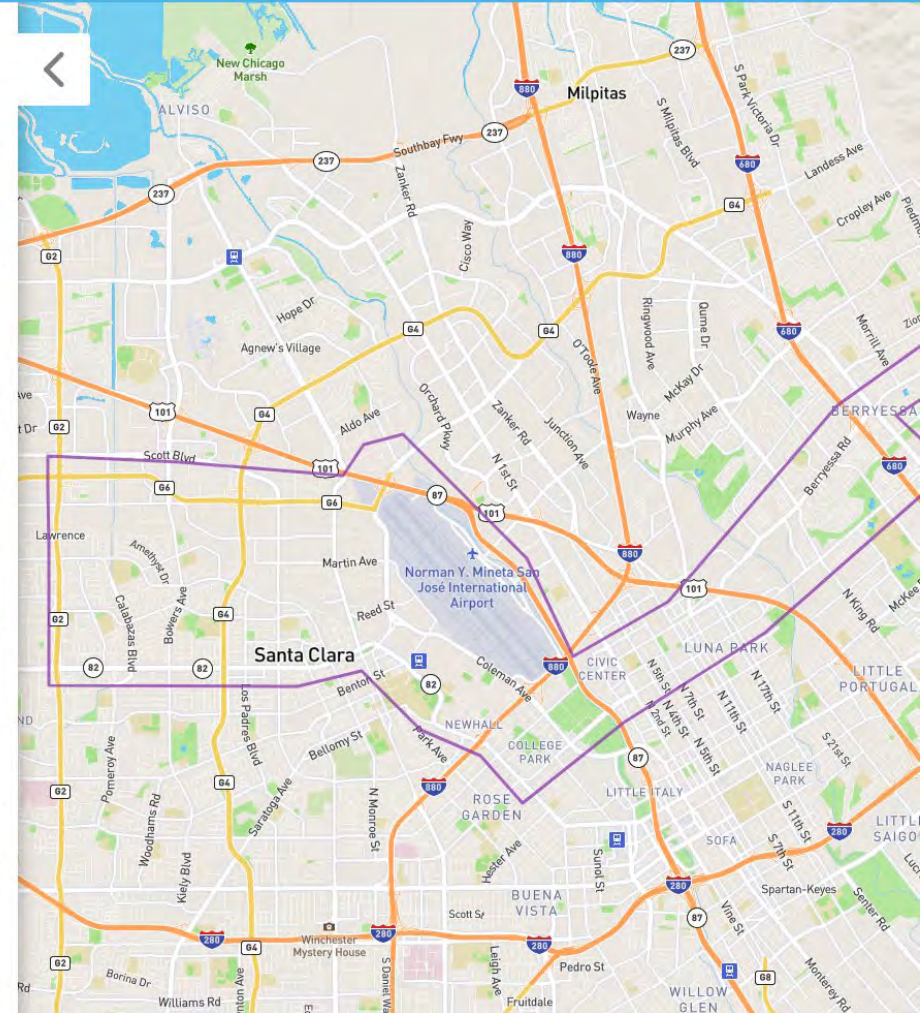 237
New Chicago
Marsh
S Park Victoria Dr
880
Milpitas
ALVISO
S Milpitas Blvd
237
Southbay Fwy
237
680
Landess Ave
Zanker Rd
237
G4
Cropley Ave
Cisco Way
G2
880
Hope Dr
Ringwood Ave
Qume Dr
G4
G4
680
Morrill Ave
Agnew's Village
O'Toole Ave
McKay Dr
101
G4
Orchard Pkwy
Zanker Rd
Aldo Ave
Junction Ave
Wayne
Murphy Ave
BERRYESSA
G2
Scott Blvd
101
N 1st St
Berryessa Rd
680
G6
G6
87
101
Lawrence
Amethyst Dr
Martin Ave
880
Norman Y. Mineta San
José International
Airport
101
Calabazas Blvd
Bowers Ave
Reed St
N King Rd
G2
G4
Santa Clara
LUNA PARK
82
82
Benton St
82
Coleman Ave
880
CIVIC
CENTER
N 5th St
N 7th St
N 4th St
N 2nd St
N 11th St
N 17th St
LITTLE
PORTUGAL
Los Padres Blvd
NEWHALL
Park Ave
Bellomy St
COLLEGE
PARK
N 5th St
S 21st St
Pomeroy Ave
87
NAGLEE
PARK
G2
G4
Saratoga Ave
880
LITTLE ITALY
ROSE
GARDEN
Woodhams Rd
N Monroe St
S 11th St
280
LITTLE
SAIGO
SOFA
S 7th St
Kiely Blvd
Hester Ave
Sunol St
280
Spartan-Keyes
Senter Rd
BUENA
VISTA
Scott St
87
Vine St
280
G4
Winchester
Mystery House
280
280
G2
Borina Dr
Williams Rd
S Daniel Wa
Leigh Ave
Pedro St
G8
Monterey Rd
WILLOW
GLEN
Fruitdale